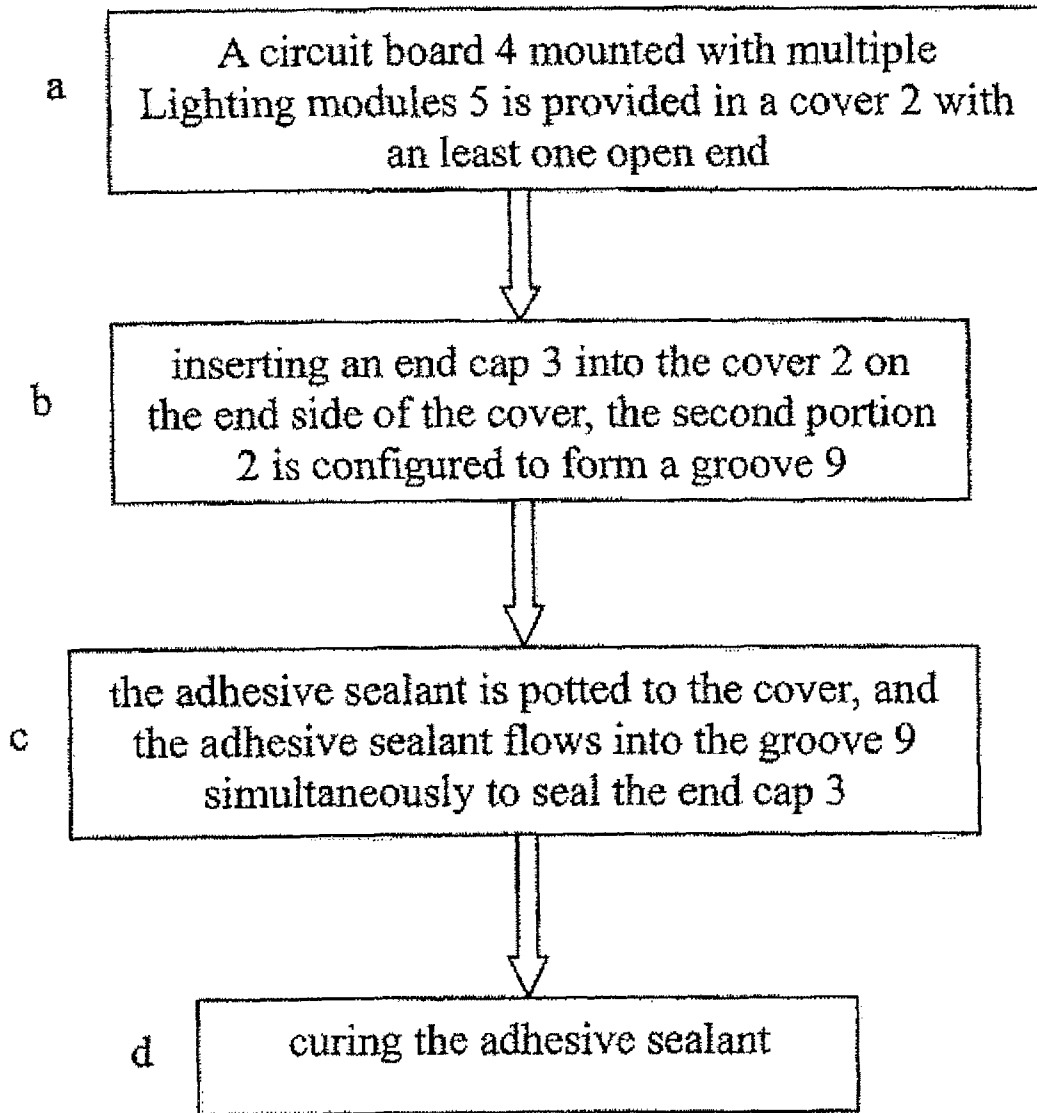 a
A circuit board 4 mounted with multiple
Lighting modules 5 is provided in a cover 2 with
an least one open end
b
inserting an end cap 3 into the cover 2 on
the end side of the cover, the second portion
2 is configured to form a groove 9
c
the adhesive sealant is potted to the cover, and
the adhesive sealant flows into the groove 9
simultaneously to seal the end cap 3
d
curing the adhesive sealant